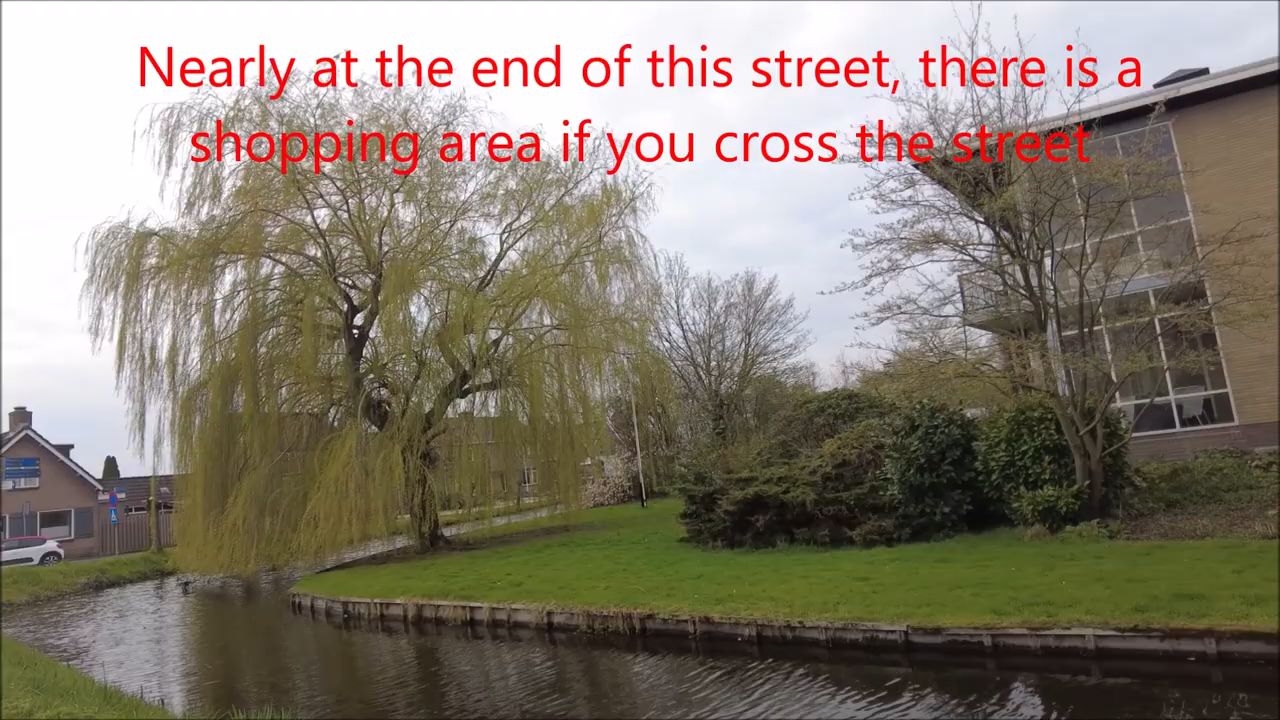 Nearly at the end of this street, there is a
shopping area if you cross the street